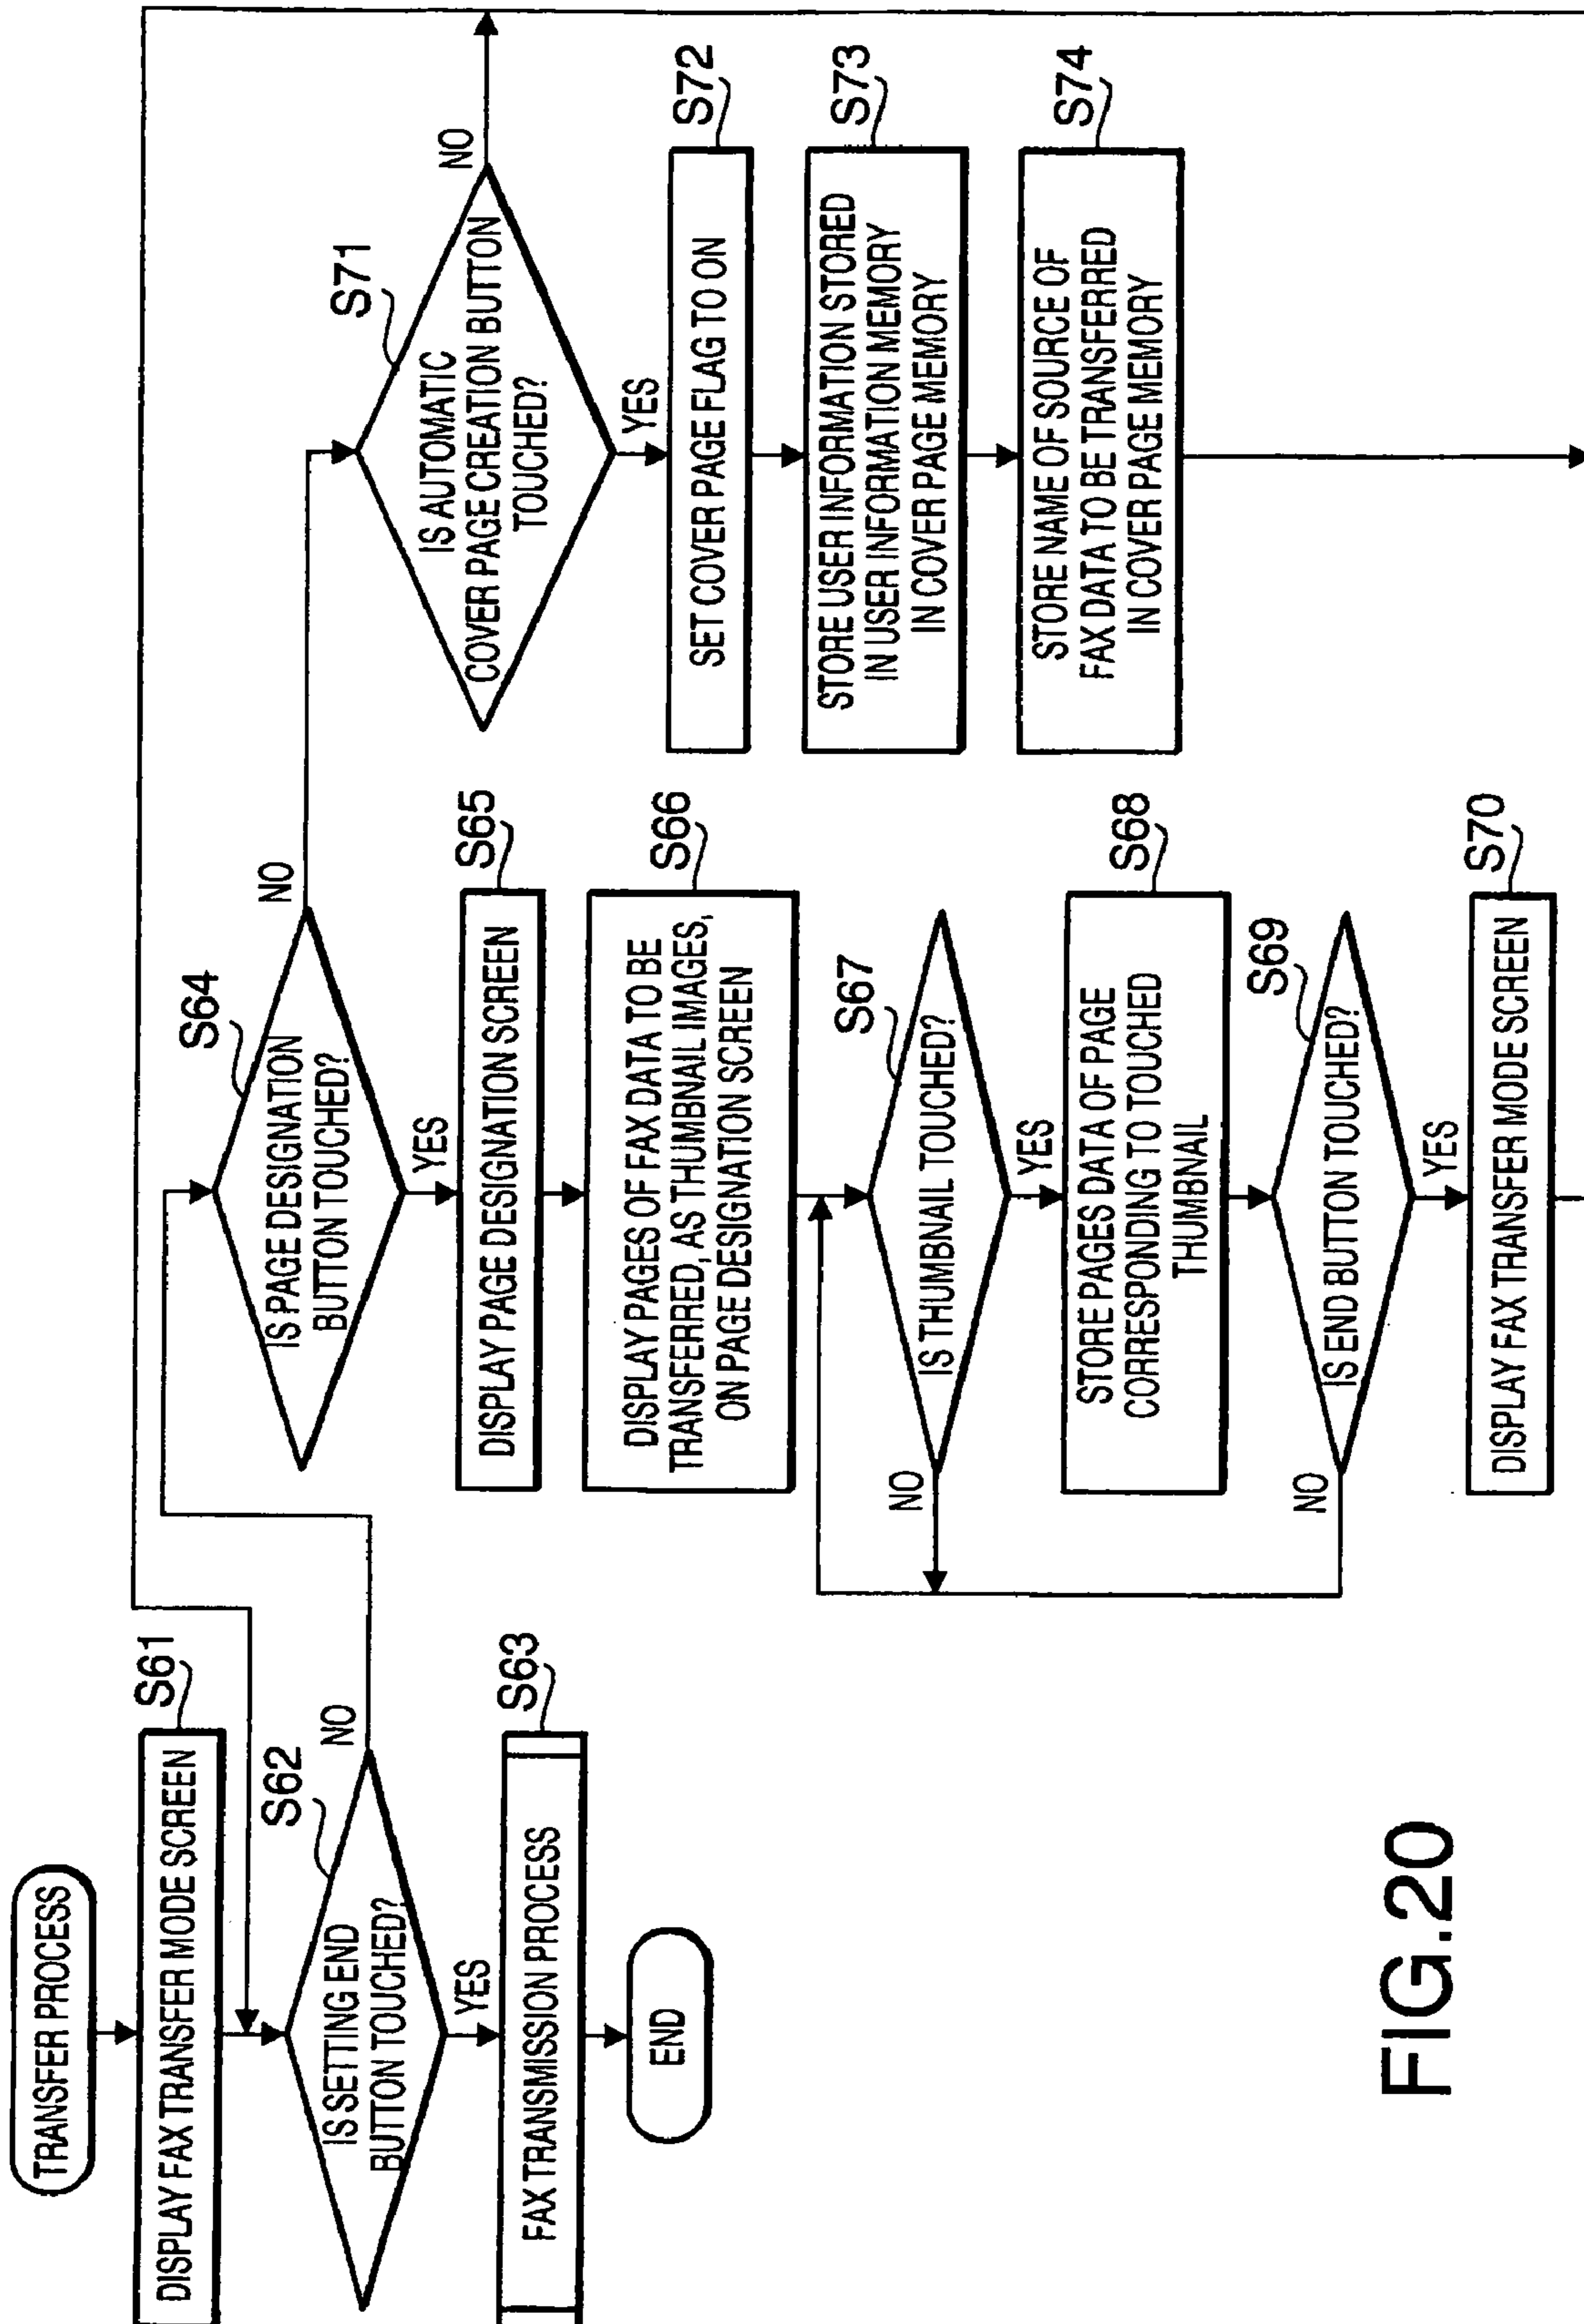 TRANSFER PROCESS
DISPLAY FAX TRANSFER MODE SCREEN
S61
IS SETTING END
BUTTON TOUCHED?
S62
NO
YES
FAX TRANSMISSION PROCESS
S63
END
IS PAGE DESIGNATION
BUTTON TOUCHED?
S64
NO
YES
DISPLAY PAGE DESIGNATION SCREEN
S65
DISPLAY PAGES OF FAX DATA TO BE
TRANSFERRED, AS THUMBNAIL IMAGES,
ON PAGE DESIGNATION SCREEN
S66
IS THUMBNAIL TOUCHED?
S67
NO
YES
STORE PAGES DATA OF PAGE
CORRESPONDING TO TOUCHED
THUMBNAIL
S68
IS END BUTTON TOUCHED?
S69
NO
YES
DISPLAY FAX TRANSFER MODE SCREEN
S70
IS AUTOMATIC
COVER PAGE CREATION BUTTON
TOUCHED?
S71
NO
YES
SET COVER PAGE FLAG TO ON
S72
STORE USER INFORMATION STORED
IN USER INFORMATION MEMORY
IN COVER PAGE MEMORY
S73
STORE NAME OF SOURCE OF
FAX DATA TO BE TRANSFERRED
IN COVER PAGE MEMORY
S74
FIG.20